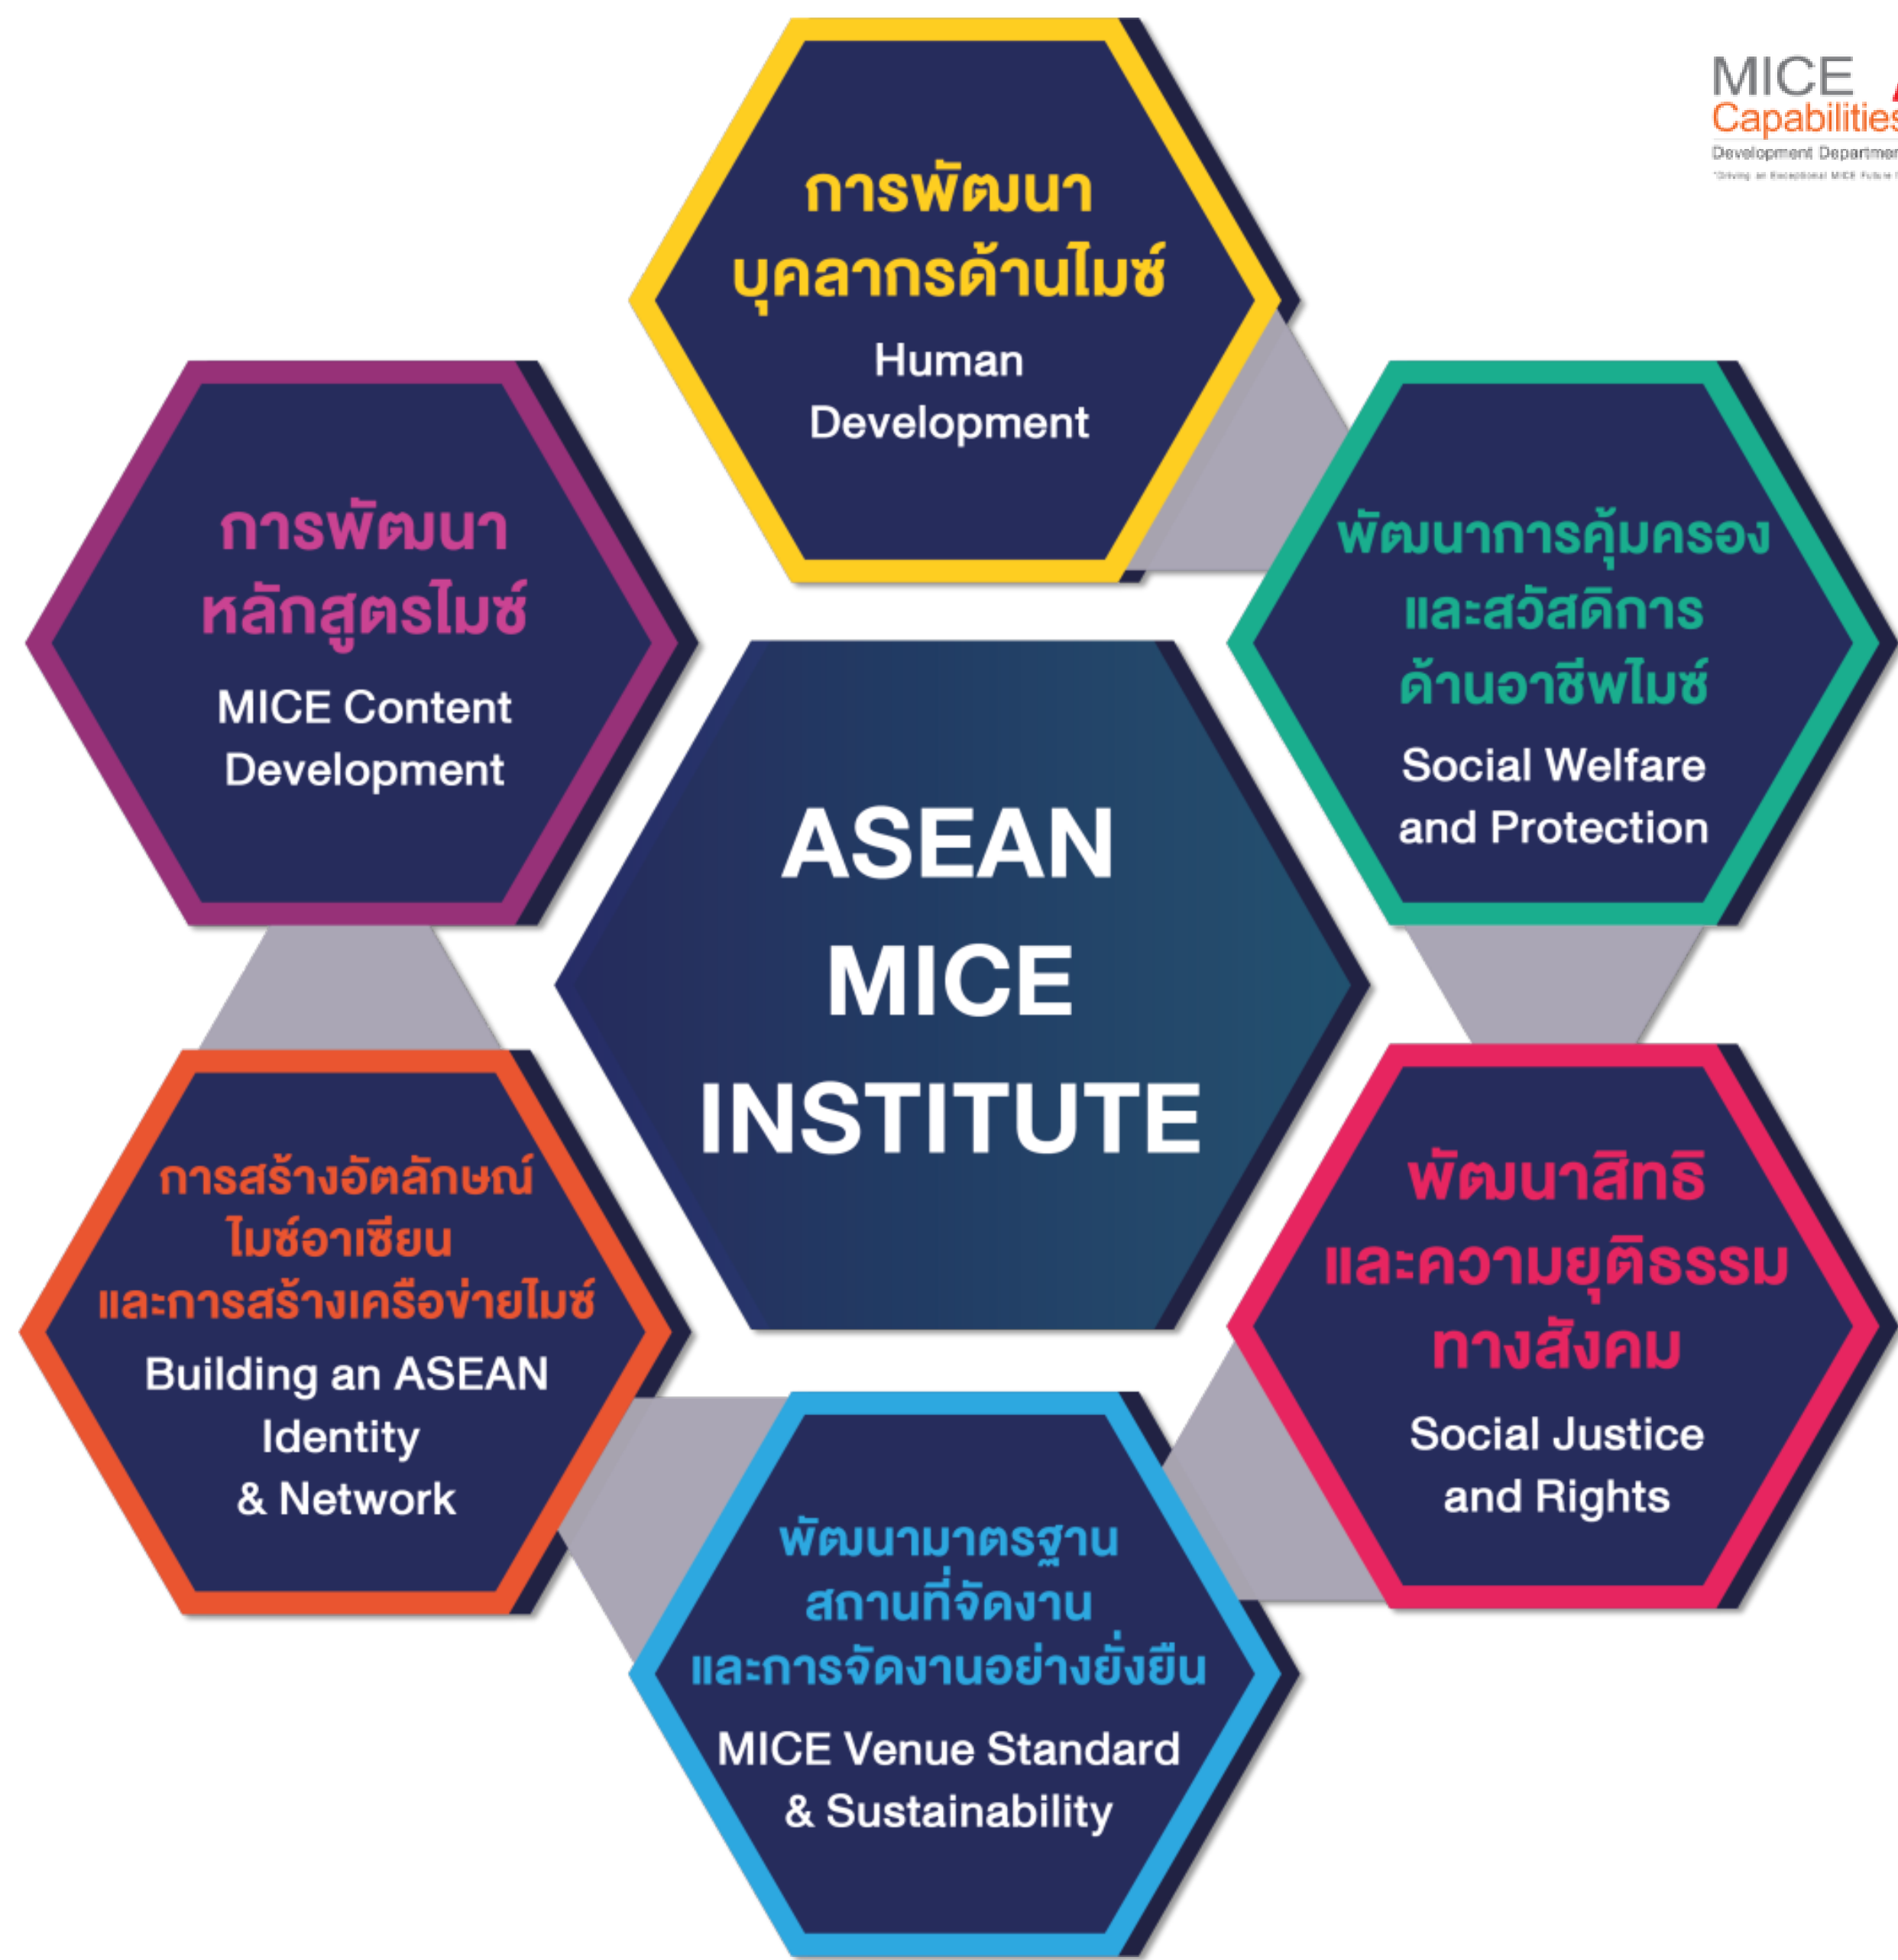 MICE
Capabilities
Development Departmen
การพัฒนา
บุคลากรด้านไมซ์
Human
Development
พัฒนาการคุ้มครอง
และสวัสดิการ
ด้านอาชีพไมซ์
Social Welfare
and Protection
พัฒนาสิทธิ
และความยุติธรรม
ทางสังคม
Social Justice
and Rights
พัฒนามาตรฐาน
สถานที่จัดงาน
และการจัดงานอย่างยั่งยืน
MICE Venue Standard
& Sustainability
การสร้างอัตลักษณ์
ไมซ์อาเซียน
และการสร้างเครือข่ายไมซ์
Building an ASEAN
Identity
& Network
การพัฒนา
หลักสูตรไมซ์
MICE Content
Development
ASEAN
MICE
INSTITUTE